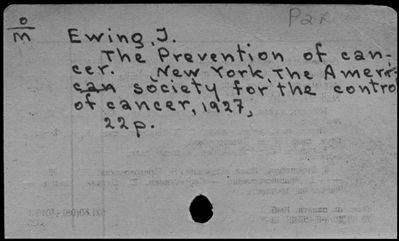 P2R
o
m
Ewing, J.
The Prevention of can-
cer. New York, The Ameri-
can society for the contro
of cancer, 1927,
22p.